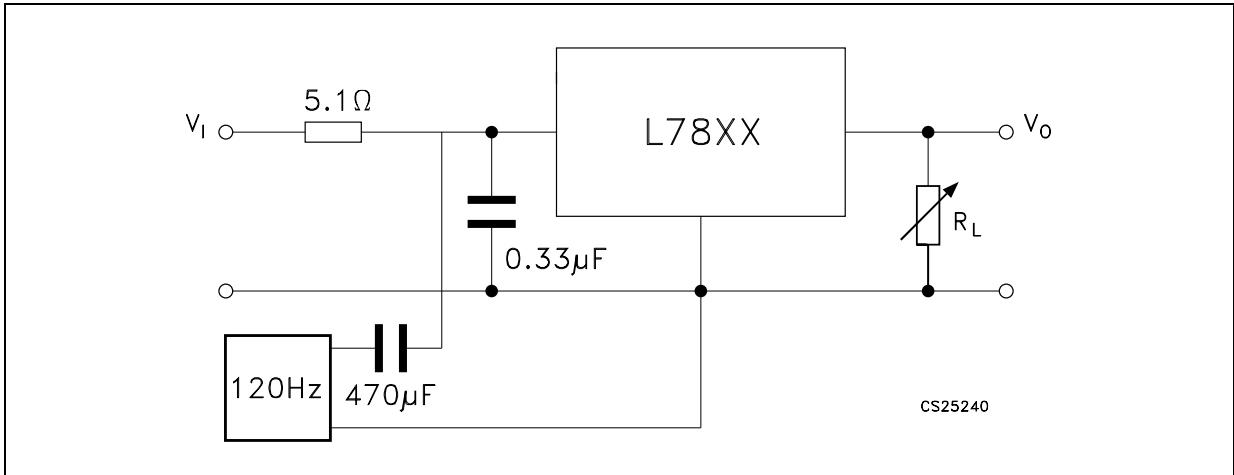 5.1Ω
V_I
L78XX
V_O
R_L
0.33µF
120Hz
470µF
CS25240